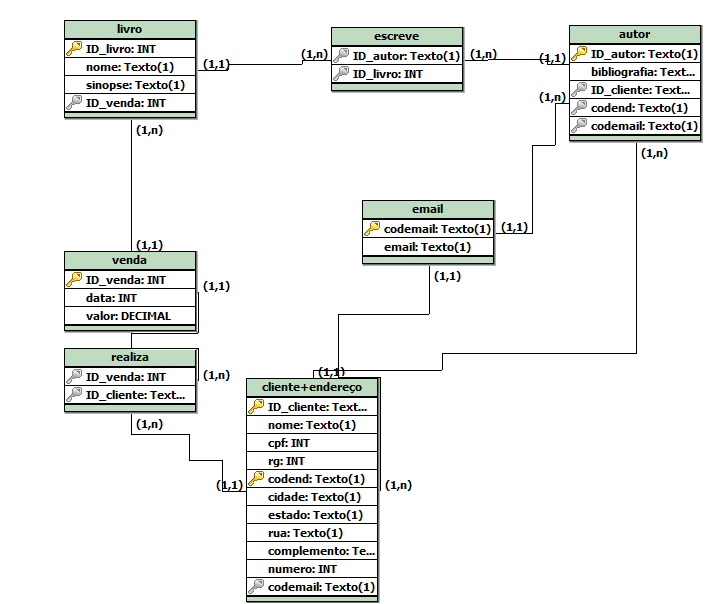 livro
ID_livro: INT
nome: Texto(1)
sinopse: Texto(1)
ID_venda: INT
(1,1)
(1,n)
escreve
ID_autor: Texto(1)
ID_livro: INT
(1,n)
(1,1)
autor
ID_autor: Texto(1)
bibliografia: Text...
ID_cliente: Text...
codend: Texto(1)
codemail: Texto(1)
(1,n)
(1,n)
(1,n)
email
codemail: Texto(1)
email: Texto(1)
(1,1)
(1,1)
(1,1)
venda
ID_venda: INT
data: INT
valor: DECIMAL
(1,1)
realiza
ID_venda: INT
ID_cliente: Text...
(1,n)
(1,n)
(1,1)
(1,1)
cliente+endereço
ID_cliente: Text...
nome: Texto(1)
cpf: INT
rg: INT
codend: Texto(1)
cidade: Texto(1)
estado: Texto(1)
rua: Texto(1)
complemento: Te...
numero: INT
codemail: Texto(1)
(1,n)